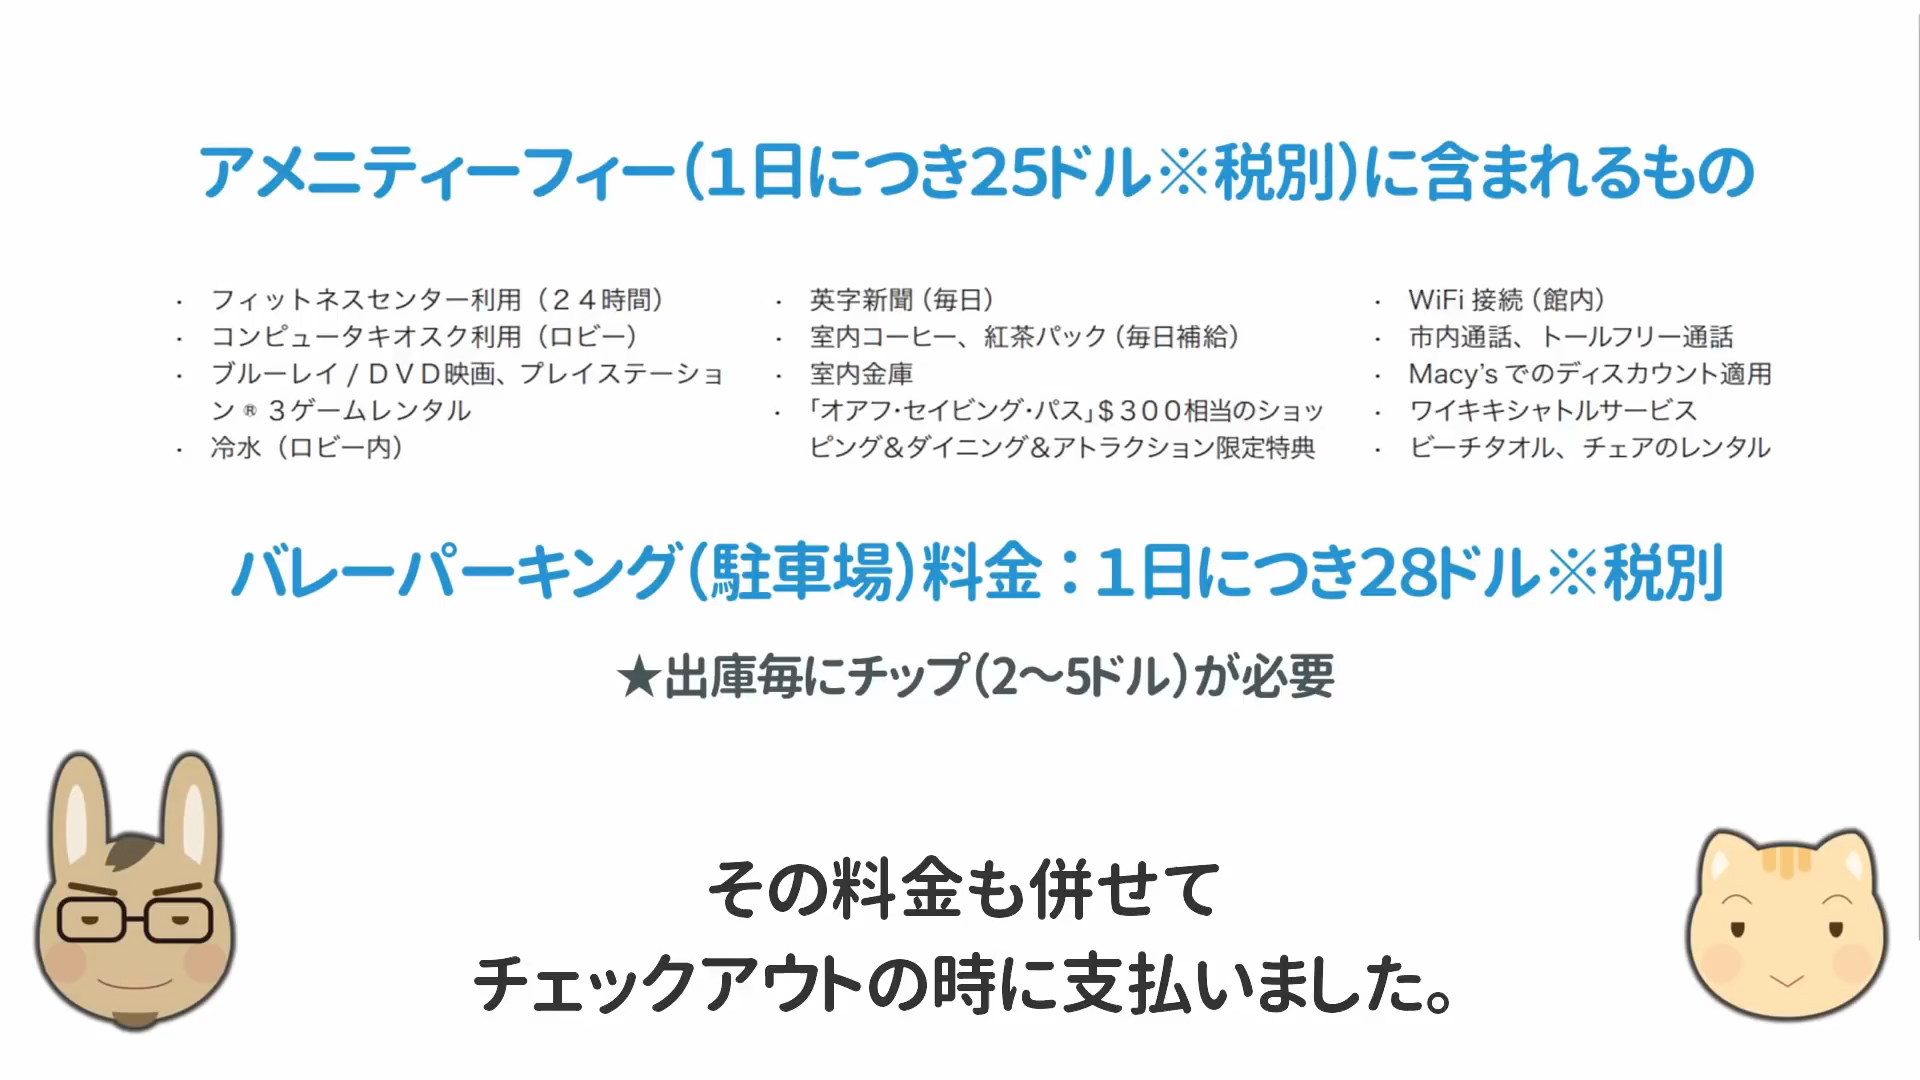 アメニティーフィー（1日につき25ドル※税別）に含まれるもの
・ フィットネスセンター利用（２４時間）
・ コンピュータキオスク利用（ロビー）
・ ブルーレイ / ＤＶＤ映画、プレイステーショ
ン ® ３ゲームレンタル
・ 冷水（ロビー内）
・ 英字新聞（毎日）
・ 室内コーヒー、紅茶パック（毎日補給）
・ 室内金庫
・ 「オアフ・セイビング・パス」＄３００相当のショッ
ピング＆ダイニング＆アトラクション限定特典
・ WiFi 接続（館内）
・ 市内通話、トールフリー通話
・ Macy’s でのディスカウント適用
・ ワイキキシャトルサービス
・ ビーチタオル、チェアのレンタル
バレーパーキング（駐車場）料金：1日につき28ドル※税別
★出庫毎にチップ（2〜5ドル）が必要
その料金も併せて
チェックアウトの時に支払いました。